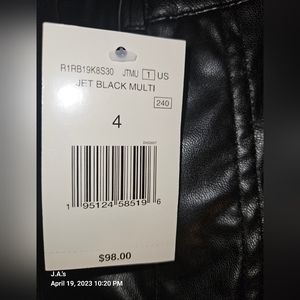 R1RB19K8S30 JTMU 1 US
JET BLACK MULTI
240
4
1 95124 58519 6
$98.00
J.A.'s
April 19, 2023 10:20 PM